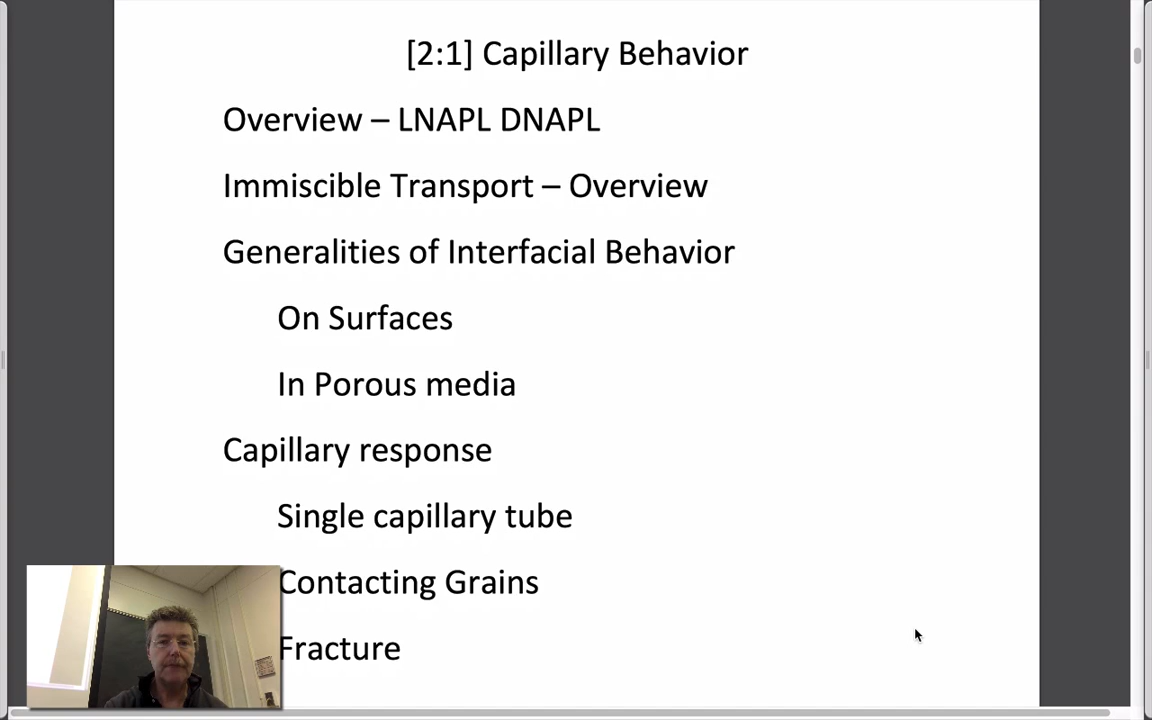 [2:1] Capillary Behavior
Overview – LNAPL DNAPL
Immiscible Transport – Overview
Generalities of Interfacial Behavior
On Surfaces
In Porous media
Capillary response
Single capillary tube
Contacting Grains
Fracture